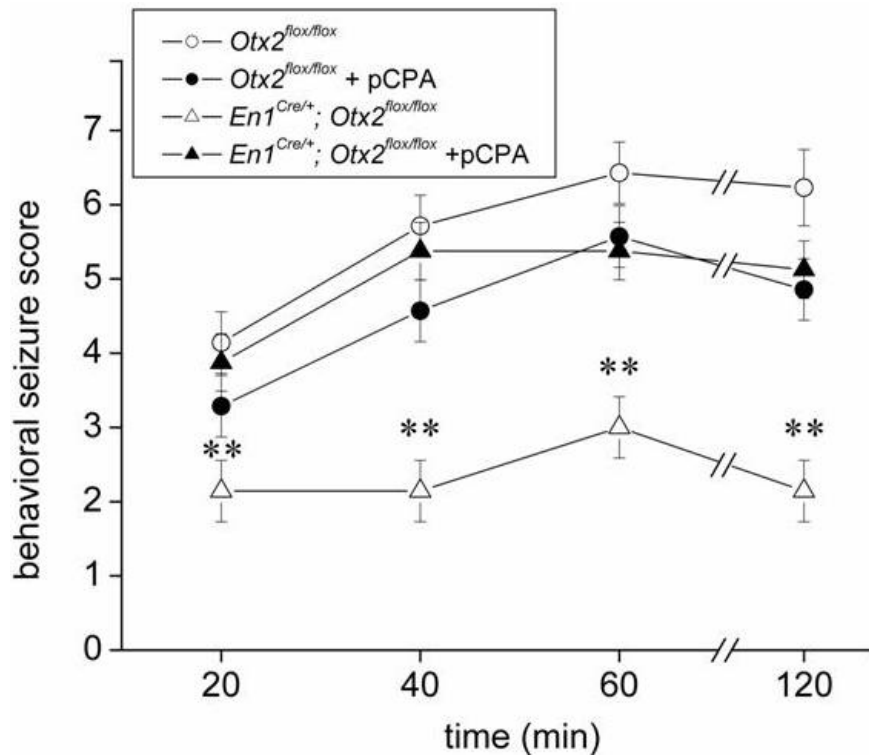 Otx2flox/flox
Otx2flox/flox + pCPA
En1Cre/+; Otx2flox/flox
En1Cre/+; Otx2flox/flox +pCPA
behavioral seizure score
7
6
5
4
3
2
1
0
**
**
**
**
20 40 60 120
time (min)